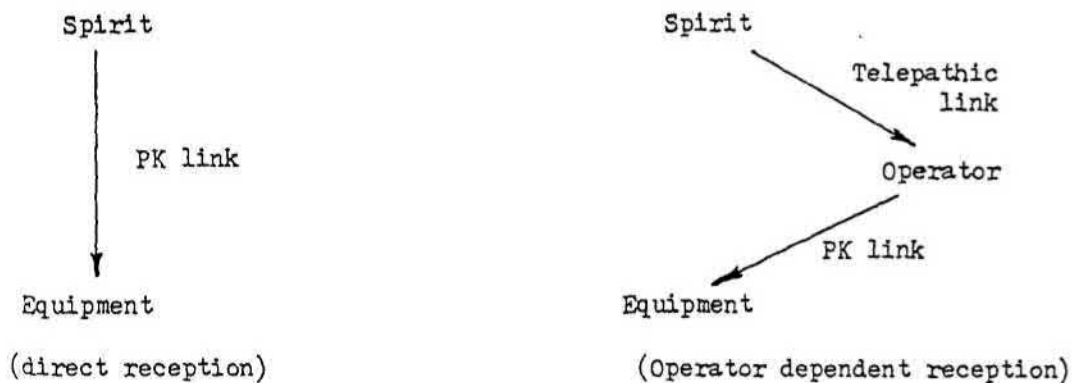 Spirit
PK link
Equipment
(direct reception)
Spirit
Telepathic
link
Operator
PK link
Equipment
(Operator dependent reception)